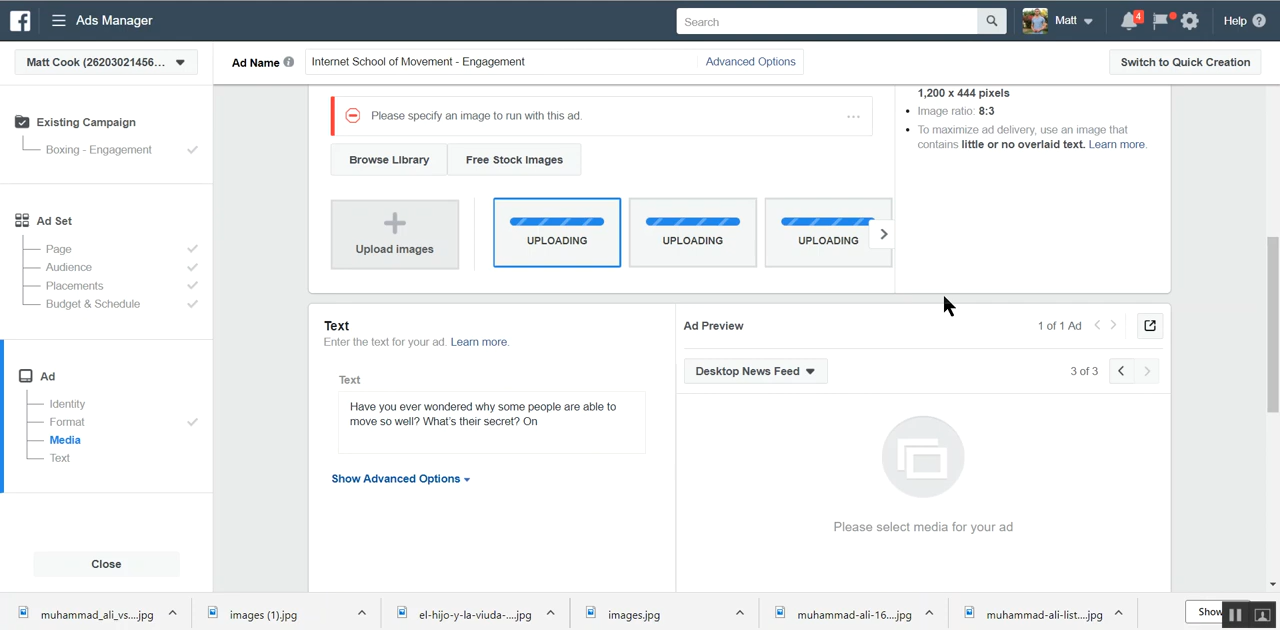 Ads Manager
Search
Matt
4
Help
Matt Cook (26203021456...
Ad Name
Internet School of Movement - Engagement
Advanced Options
Switch to Quick Creation
Existing Campaign
Boxing - Engagement
Ad Set
Page
Audience
Placements
Budget & Schedule
Ad
Identity
Format
Media
Text
Close
Please specify an image to run with this ad.
Browse Library
Free Stock Images
Upload images
UPLOADING
UPLOADING
UPLOADING
1,200 x 444 pixels
Image ratio: 8:3
To maximize ad delivery, use an image that
contains little or no overlaid text. Learn more.
Text
Enter the text for your ad. Learn more.
Text
Have you ever wondered why some people are able to
move so well? What's their secret? On
Show Advanced Options
Ad Preview
1 of 1 Ad
Desktop News Feed
3 of 3
Please select media for your ad
muhammad_ali_vs....jpg
images (1).jpg
el-hijo-y-la-viuda-....jpg
images.jpg
muhammad-ali-16....jpg
muhammad-ali-list....jpg
Show